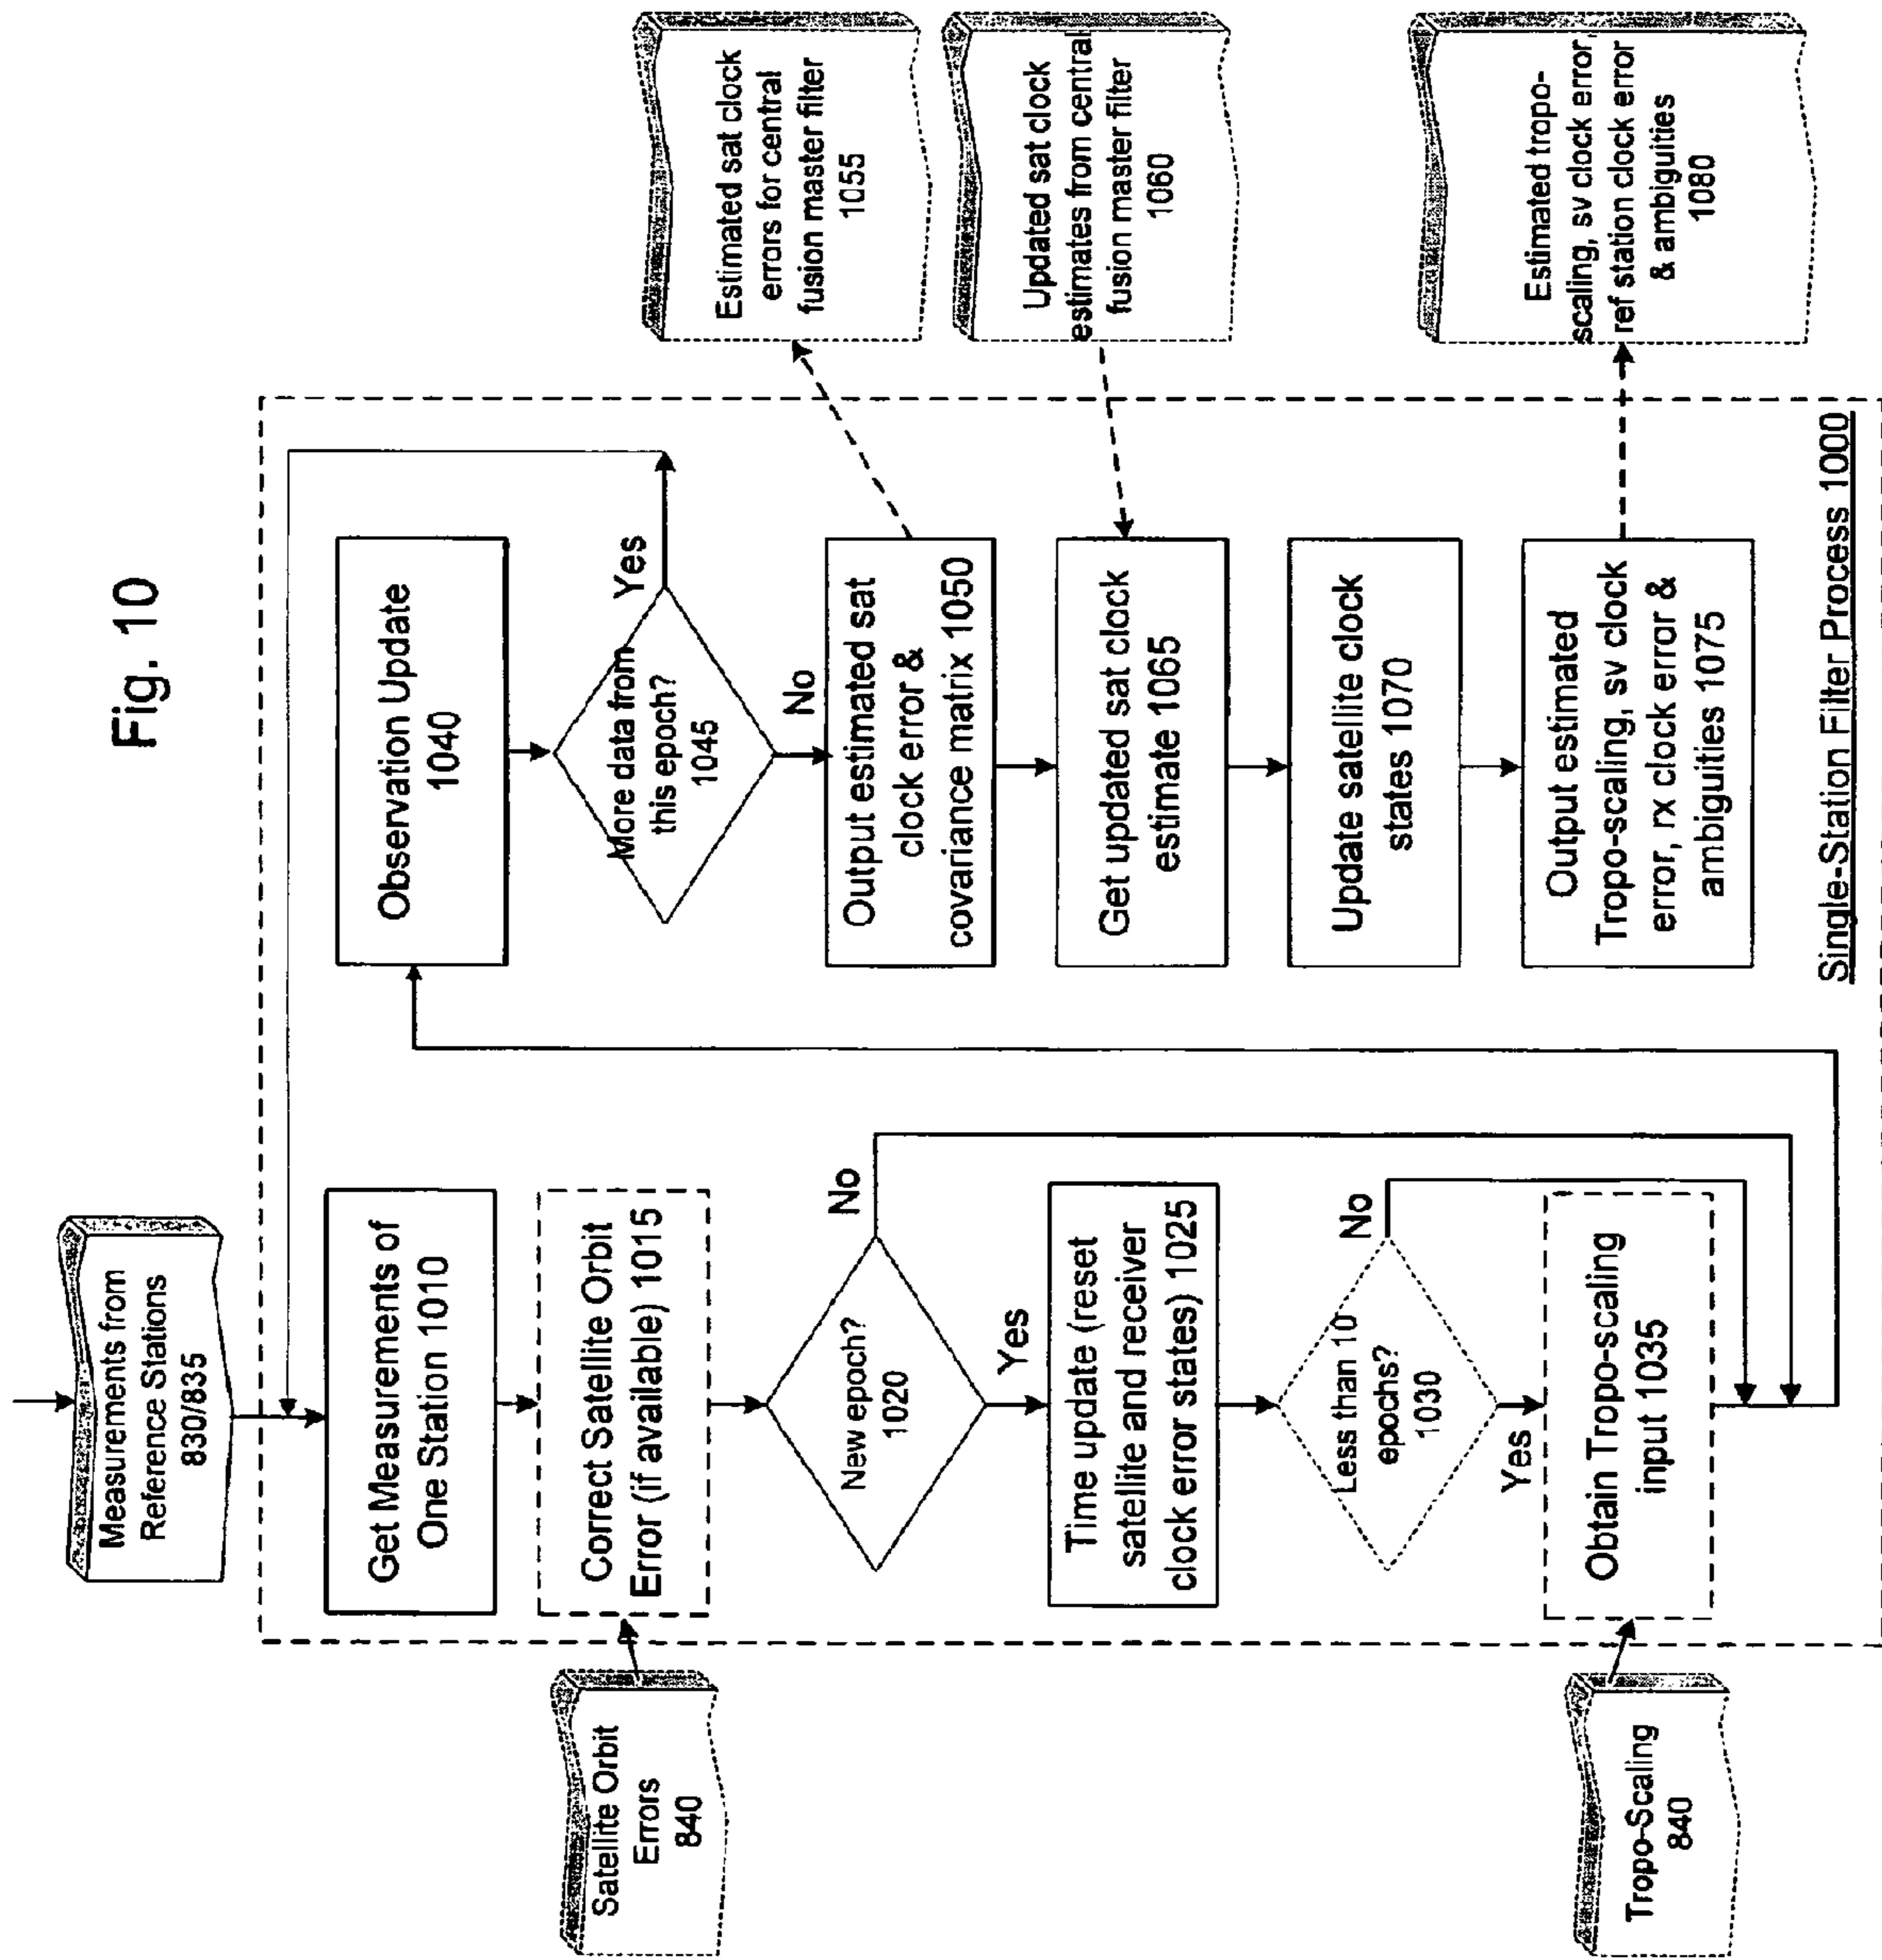 Fig. 10
Measurements from
Reference Stations
830/835
Get Measurements of
One Station 1010
Satellite Orbit
Errors
840
Correct Satellite Orbit
Error (if available) 1015
New epoch?
1020
No
Yes
Time update (reset
satellite and receiver
clock error states) 1025
Less than 10
epochs?
1030
No
Yes
Tropo-Scaling
840
Obtain Tropo-scaling
input 1035
Observation Update
1040
More data from
this epoch?
1045
Yes
No
Output estimated sat
clock error &
covariance matrix 1050
Estimated sat clock
errors for central
fusion master filter
1055
Updated sat clock
estimates from central
fusion master filter
1060
Get updated sat clock
estimate 1065
Update satellite clock
states 1070
Output estimated
Tropo-scaling, sv clock
error, rx clock error &
ambiguities 1075
Estimated tropo-
scaling, sv clock error,
ref station clock error
& ambiguities
1080
Single-Station Filter Process 1000